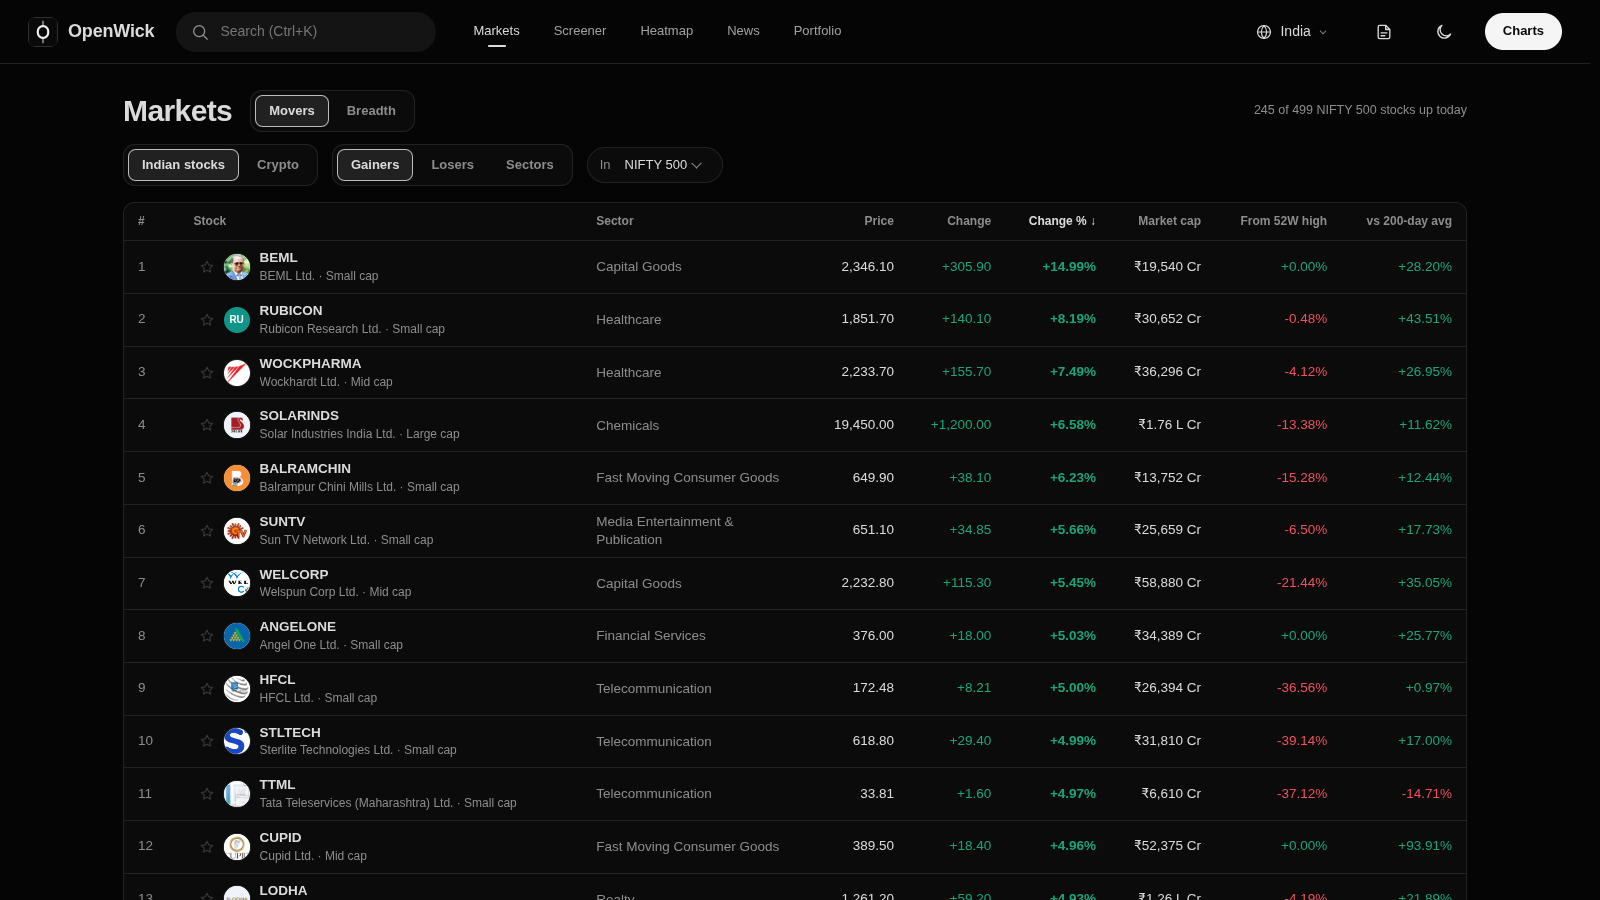 OpenWick
Search (Ctrl+K)
Markets Screener Heatmap News Portfolio
India
Charts
Markets
Movers Breadth
245 of 499 NIFTY 500 stocks up today
Indian stocks Crypto
Gainers Losers Sectors
In NIFTY 500
# Stock Sector Price Change Change % ↓ Market cap From 52W high vs 200-day avg
1 BEML Capital Goods 2,346.10 +305.90 +14.99% ₹19,540 Cr +0.00% +28.20%
BEML Ltd. · Small cap
2 RU RUBICON Healthcare 1,851.70 +140.10 +8.19% ₹30,652 Cr -0.48% +43.51%
Rubicon Research Ltd. · Small cap
3 WOCKPHARMA Healthcare 2,233.70 +155.70 +7.49% ₹36,296 Cr -4.12% +26.95%
Wockhardt Ltd. · Mid cap
4 SOLARINDS Chemicals 19,450.00 +1,200.00 +6.58% ₹1.76 L Cr -13.38% +11.62%
Solar Industries India Ltd. · Large cap
5 BALRAMCHIN Fast Moving Consumer Goods 649.90 +38.10 +6.23% ₹13,752 Cr -15.28% +12.44%
Balrampur Chini Mills Ltd. · Small cap
6 SUNTV Media Entertainment & 651.10 +34.85 +5.66% ₹25,659 Cr -6.50% +17.73%
Sun TV Network Ltd. · Small cap Publication
7 WELCORP Capital Goods 2,232.80 +115.30 +5.45% ₹58,880 Cr -21.44% +35.05%
Welspun Corp Ltd. · Mid cap
8 ANGELONE Financial Services 376.00 +18.00 +5.03% ₹34,389 Cr +0.00% +25.77%
Angel One Ltd. · Small cap
9 HFCL Telecommunication 172.48 +8.21 +5.00% ₹26,394 Cr -36.56% +0.97%
HFCL Ltd. · Small cap
10 STLTECH Telecommunication 618.80 +29.40 +4.99% ₹31,810 Cr -39.14% +17.00%
Sterlite Technologies Ltd. · Small cap
11 TTML Telecommunication 33.81 +1.60 +4.97% ₹6,610 Cr -37.12% -14.71%
Tata Teleservices (Maharashtra) Ltd. · Small cap
12 CUPID Fast Moving Consumer Goods 389.50 +18.40 +4.96% ₹52,375 Cr +0.00% +93.91%
Cupid Ltd. · Mid cap
13 LODHA Realty 1,261.20 +59.20 +4.93% ₹1.26 L Cr -4.19% +21.89%